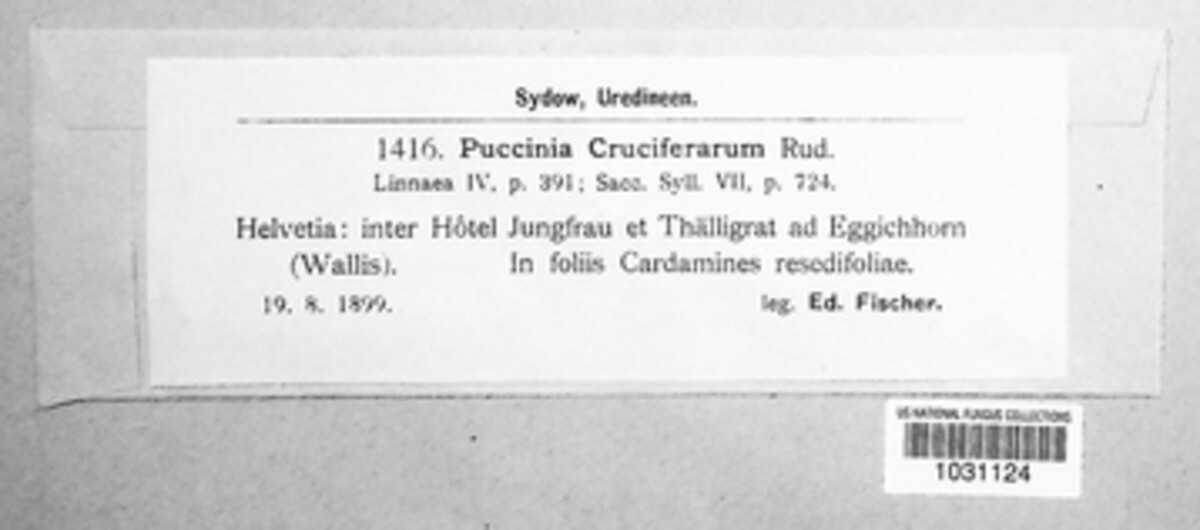 Sydow, Uredineen.
1416. Puccinia Cruciferarum Rud.
Linnaea IV, p. 391; Sacc. Syll. VII, p. 724.
Helvetia: inter Hôtel Jungfrau et Thälligrat ad Eggichhorn
(Wallis). In foliis Cardamines resedifoliae.
19. 8. 1899. leg. Ed. Fischer.
US NATIONAL FUNGUS COLLECTIONS
1031124